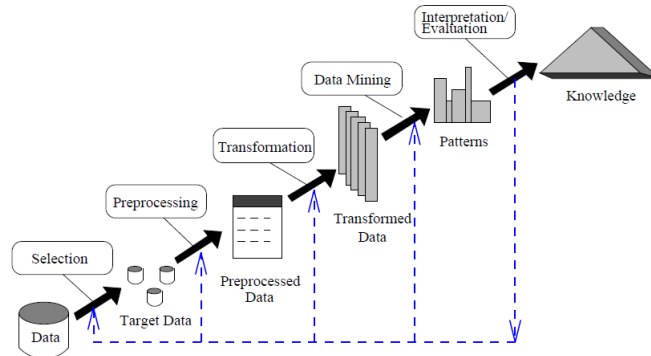 Interpretation/
Evaluation
Data Mining
Knowledge
Transformation
Patterns
Preprocessing
Transformed
Data
Selection
Preprocessed
Data
Target Data
Data